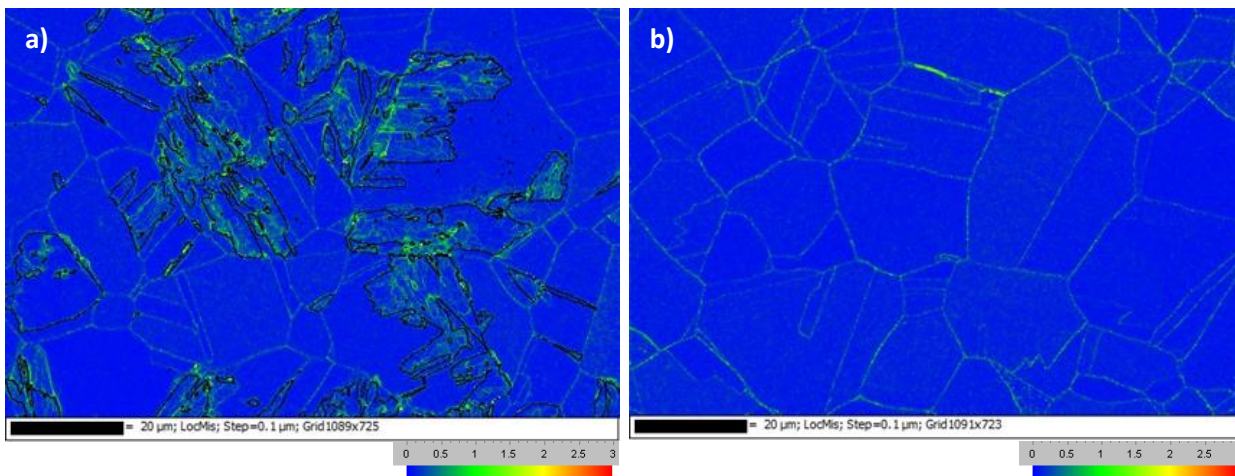 a)
b)
= 20 µm; LocMis; Step=0.1 µm; Grid1089x725
= 20 µm; LocMis; Step=0.1 µm; Grid1091x723
0 0.5 1 1.5 2 2.5 3
0 0.5 1 1.5 2 2.5